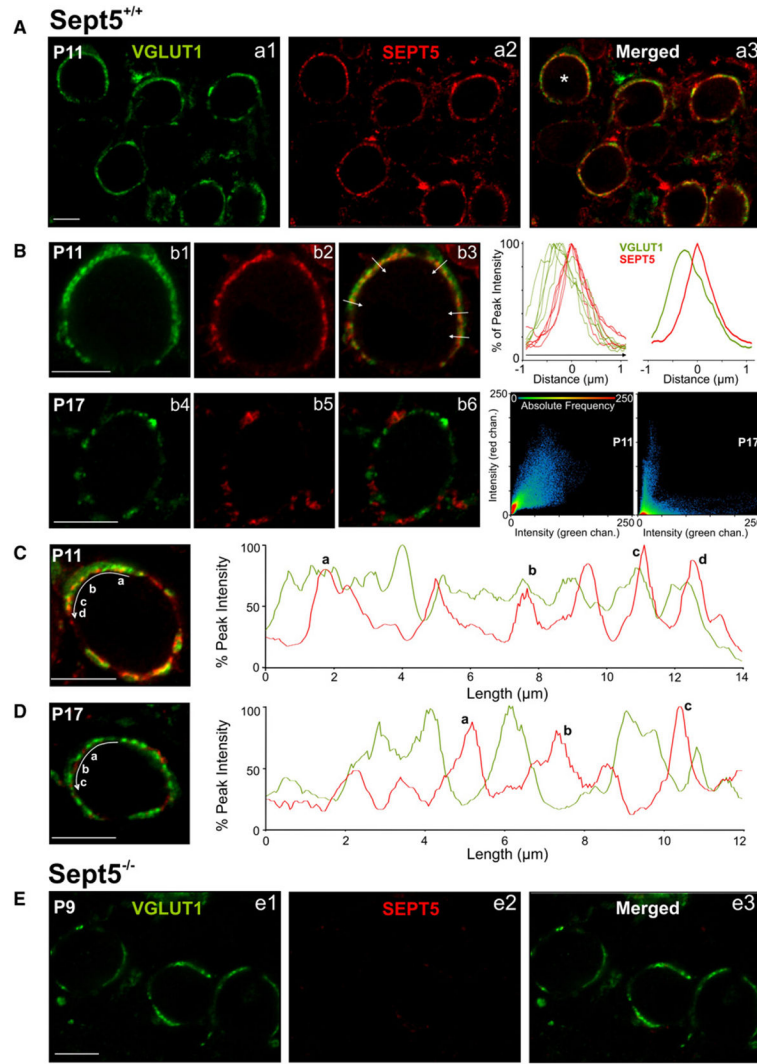 Sept5+/+
A
P11 VGLUT1 a1
SEPT5 a2
Merged a3
*
B
P11 b1
b2
b3
100
% of Peak Intensity
0
-1 0 1
Distance (µm)
VGLUT1
SEPT5
-1 0 1
Distance (µm)
P17 b4
b5
b6
250
Intensity (red chan.)
0
0 250
Absolute Frequency
P11
P17
0 Intensity (green chan.) 250
0 Intensity (green chan.) 250
C
P11
a
b
c
d
100
50
0
% Peak Intensity
a
b
c
d
0 2 4 6 8 10 12 14
Length (µm)
D
P17
a
b
c
100
50
0
% Peak Intensity
a
b
c
0 2 4 6 8 10 12
Length (µm)
Sept5-/-
E
P9 VGLUT1 e1
SEPT5 e2
Merged e3